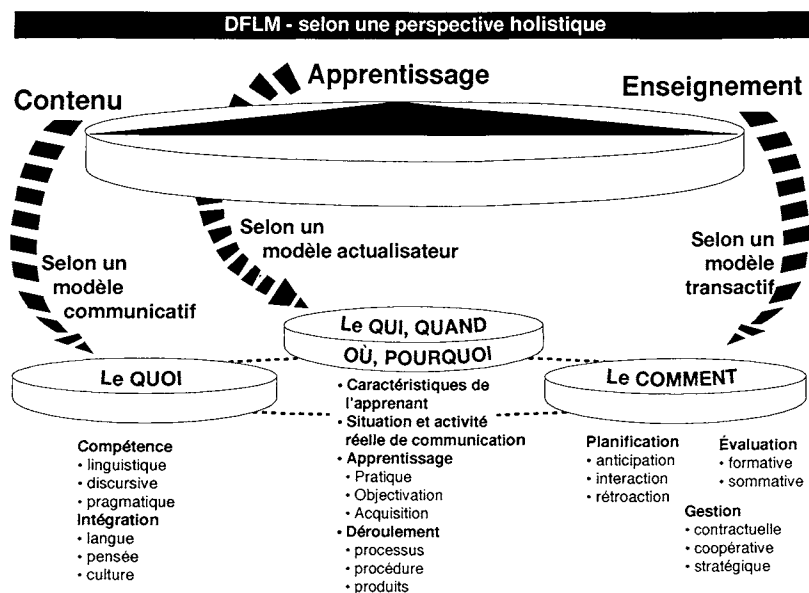 DFLM - selon une perspective holistique
Contenu
Apprentissage
Enseignement
Selon un
modèle
communicatif
Selon un
modèle actualisateur
Selon un
modèle
transactif
Le QUOI
Compétence
• linguistique
• discursive
• pragmatique
Intégration
• langue
• pensée
• culture
Le QUI, QUAND
OÙ, POURQUOI
• Caractéristiques de
l'apprenant
• Situation et activité
réelle de communication
• Apprentissage
• Pratique
• Objectivation
• Acquisition
• Déroulement
• processus
• procédure
• produits
Le COMMENT
Planification
• anticipation
• interaction
• rétroaction
Évaluation
• formative
• sommative
Gestion
• contractuelle
• coopérative
• stratégique